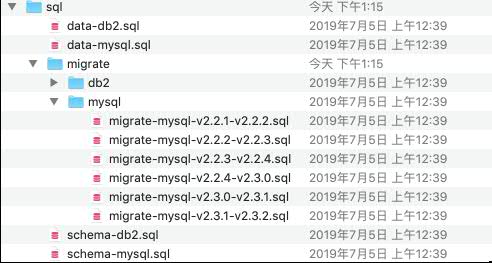 sql 今天 下午1:15
data-db2.sql 2019年7月5日 上午12:39
data-mysql.sql 2019年7月5日 上午12:39
migrate 今天 下午1:15
db2 2019年7月5日 上午12:39
mysql 2019年7月5日 上午12:39
migrate-mysql-v2.2.1-v2.2.2.sql 2019年7月5日 上午12:39
migrate-mysql-v2.2.2-v2.2.3.sql 2019年7月5日 上午12:39
migrate-mysql-v2.2.3-v2.2.4.sql 2019年7月5日 上午12:39
migrate-mysql-v2.2.4-v2.3.0.sql 2019年7月5日 上午12:39
migrate-mysql-v2.3.0-v2.3.1.sql 2019年7月5日 上午12:39
migrate-mysql-v2.3.1-v2.3.2.sql 2019年7月5日 上午12:39
schema-db2.sql 2019年7月5日 上午12:39
schema-mysql.sql 2019年7月5日 上午12:39